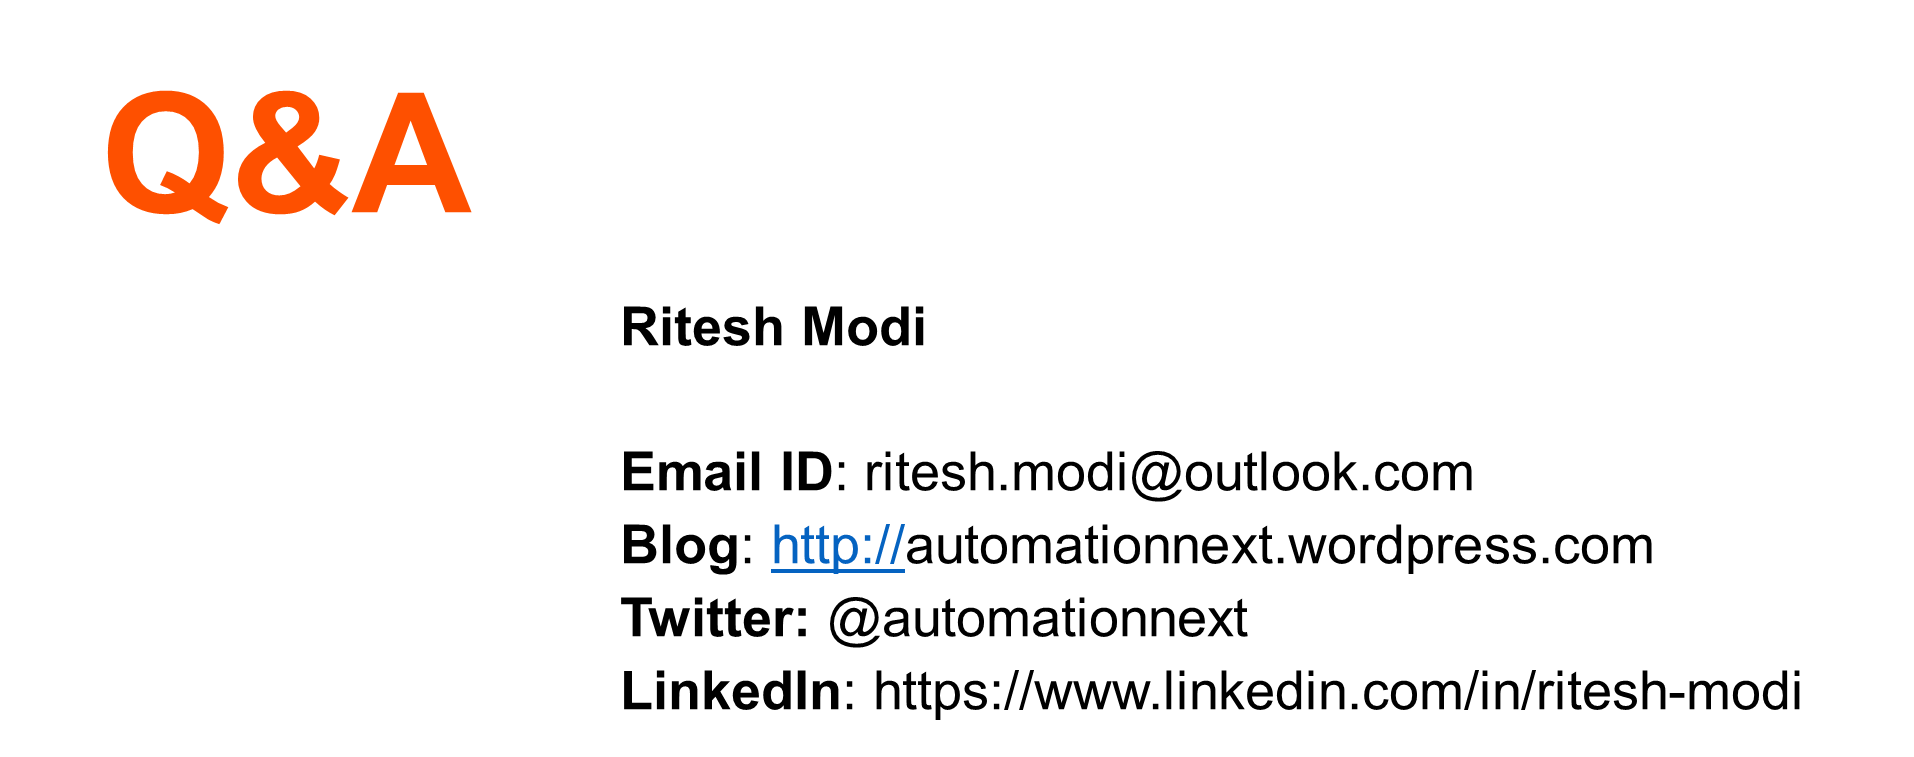 Q&A
Ritesh Modi
Email ID: ritesh.modi@outlook.com
Blog: http://automationnext.wordpress.com
Twitter: @automationnext
LinkedIn: https://www.linkedin.com/in/ritesh-modi